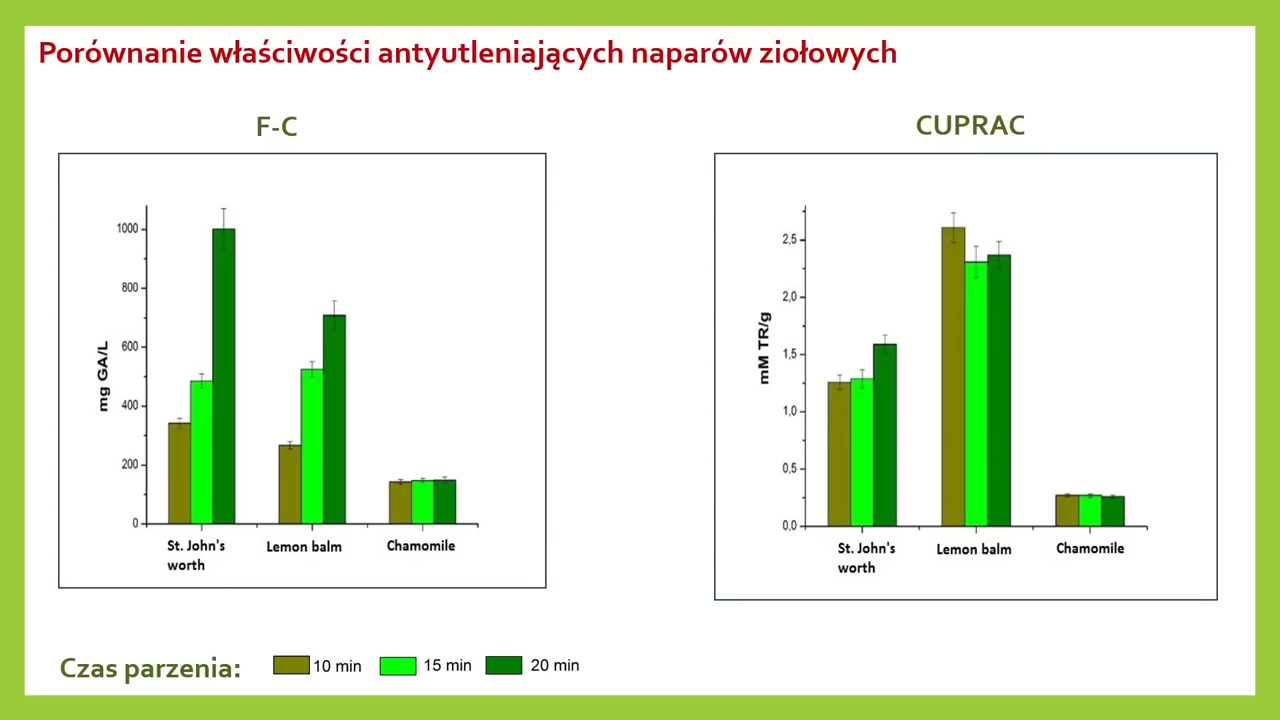 Porównanie właściwości antyutleniających naparów ziołowych
F-C
1000
800
600
400
200
0
mg GA/L
St. John's
worth
Lemon balm
Chamomile
CUPRAC
2,5
2,0
1,5
1,0
0,5
0,0
mM TR/g
St. John's
worth
Lemon balm
Chamomile
Czas parzenia: 10 min 15 min 20 min